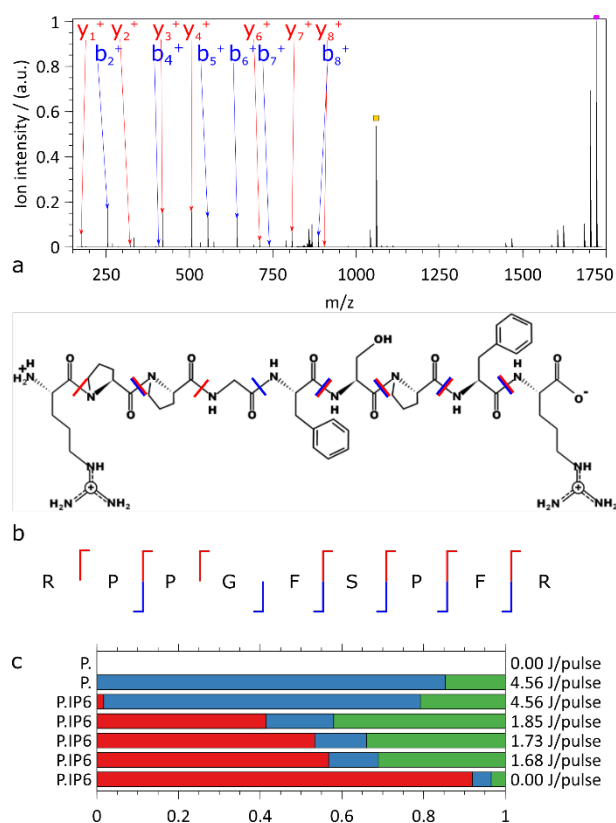 y1+ y2+ y3+ y4+ y6+ y7+ y8+
b2+ b4+ b5+ b6+ b7+ b8+
Ion intensity / (a.u.)
1
0.8
0.6
0.4
0.2
0
250 500 750 1000 1250 1500 1750
m/z
a
H2N+H O N O N O N H O H N O OH N H O N O H N O N H O O-
NH NH
H2N + NH2 H2N + NH2
b
R P P G F S P F R
c
P. 0.00 J/pulse
P. 4.56 J/pulse
P.IP6 4.56 J/pulse
P.IP6 1.85 J/pulse
P.IP6 1.73 J/pulse
P.IP6 1.68 J/pulse
P.IP6 0.00 J/pulse
0 0.2 0.4 0.6 0.8 1